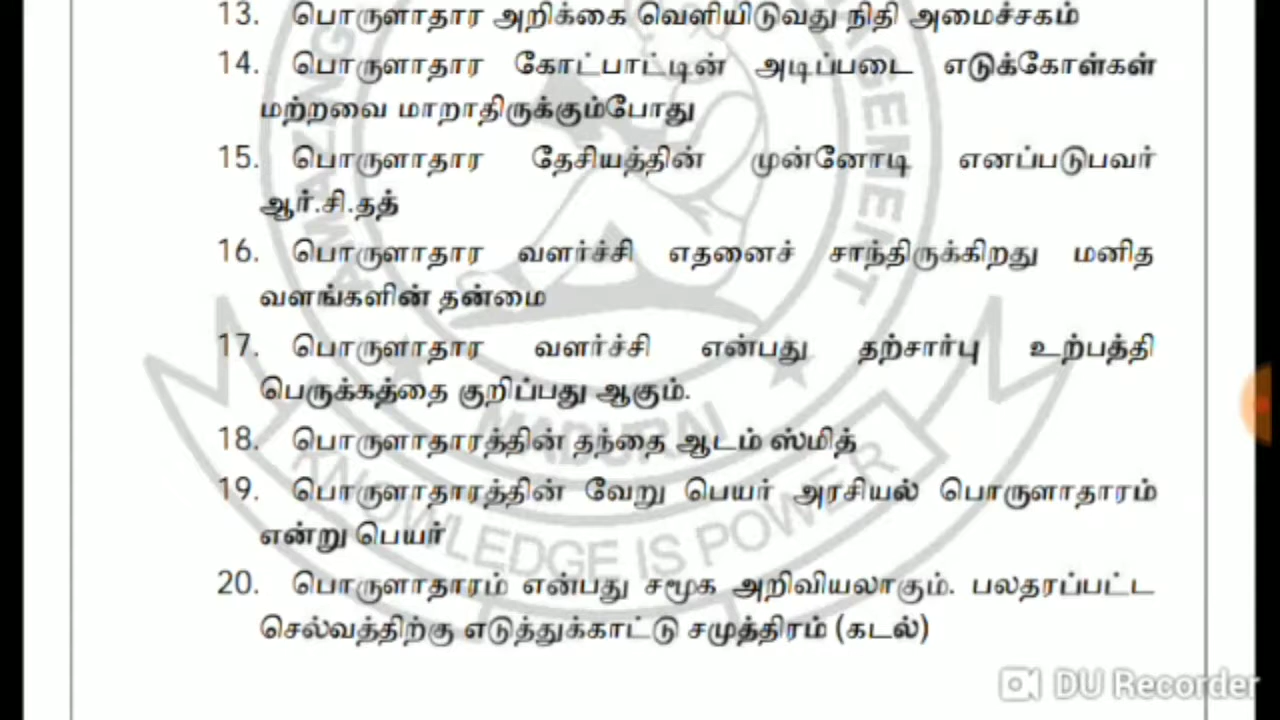 13. பொருளாதார அறிக்கை வெளியிடுவது நிதி அமைச்சகம்
14. பொருளாதார கோட்பாட்டின் அடிப்படை எடுக்கோள்கள்
மற்றவை மாறாதிருக்கும்போது
15. பொருளாதார தேசியத்தின் முன்னோடி எனப்படுபவர்
ஆர்.சி.தத்
16. பொருளாதார வளர்ச்சி எதனைச் சாந்திருக்கிறது மனித
வளங்களின் தன்மை
17. பொருளாதார வளர்ச்சி என்பது தற்சார்பு உற்பத்தி
பெருக்கத்தை குறிப்பது ஆகும்.
18. பொருளாதாரத்தின் தந்தை ஆடம் ஸ்மித்
19. பொருளாதாரத்தின் வேறு பெயர் அரசியல் பொருளாதாரம்
என்று பெயர்
20. பொருளாதாரம் என்பது சமூக அறிவியலாகும். பலதரப்பட்ட
செல்வத்திற்கு எடுத்துக்காட்டு சமுத்திரம் (கடல்)
AMAZING
MADURAI
KNOWLEDGE IS POWER
DU Recorder